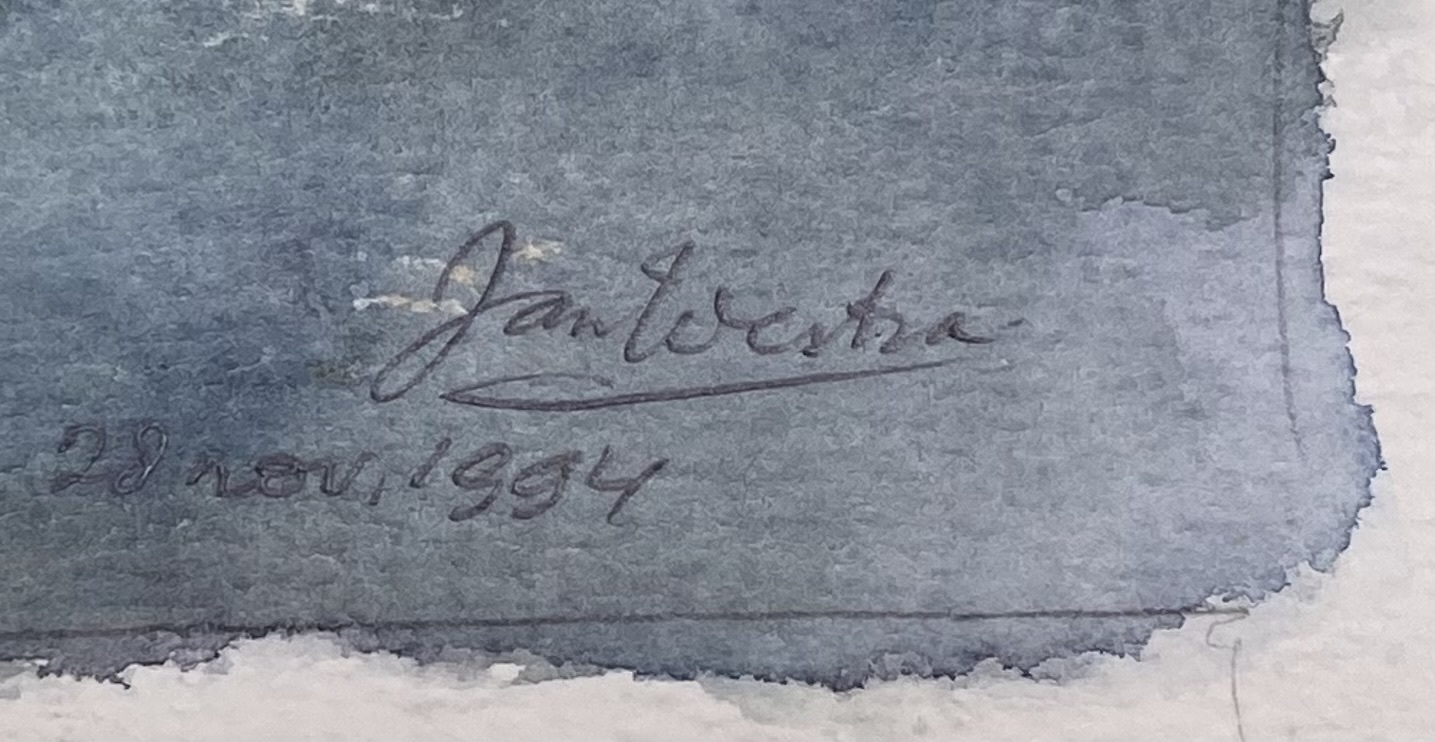 Jan Westra
28 nov, 1994